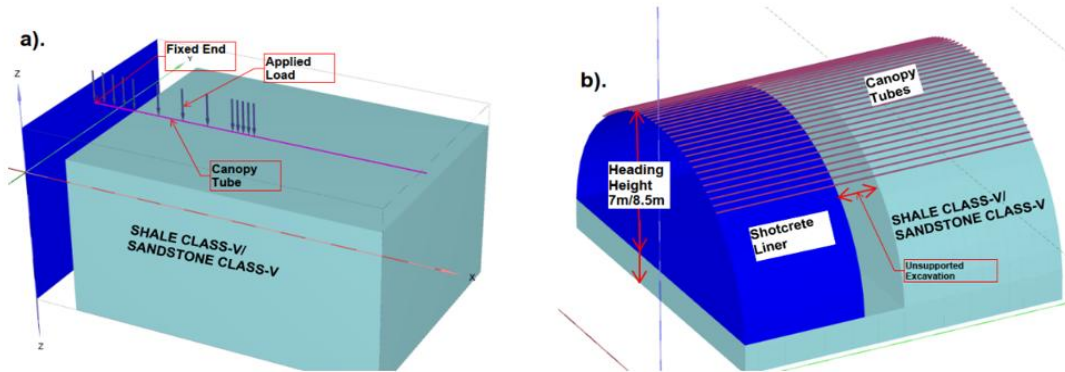 a).
Fixed End
Applied
Load
Z
Y
Canopy
Tube
SHALE CLASS-V/
SANDSTONE CLASS-V
X
Z
b).
Canopy
Tubes
Heading
Height
7m/8.5m
Shotcrete
Liner
SHALE CLASS-V/
SANDSTONE CLASS-V
Unsupported
Excavation